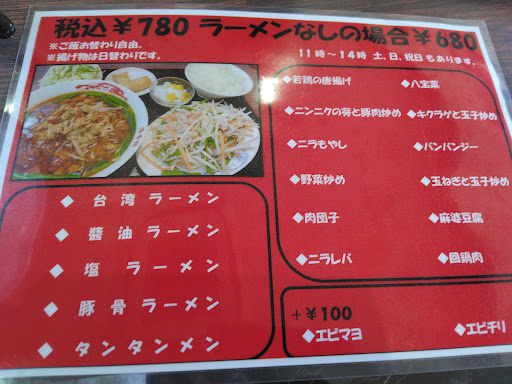 税込￥780 ラーメンなしの場合￥680
※ご飯お替わり自由。
※揚げ物は日替わりです。
11時～14時 土、日、祝日もあります。
◆台湾ラーメン
◆醬油ラーメン
◆塩ラーメン
◆豚骨ラーメン
◆タンタンメン
◆若鶏の唐揚げ ◆八宝菜
◆ニンニクの芽と豚肉炒め ◆キクラゲと玉子炒め
◆ニラもやし ◆バンバンジー
◆野菜炒め ◆玉ねぎと玉子炒め
◆肉団子 ◆麻婆豆腐
◆ニラレバ ◆回鍋肉
＋￥100
◆エビマヨ ◆エビチリ